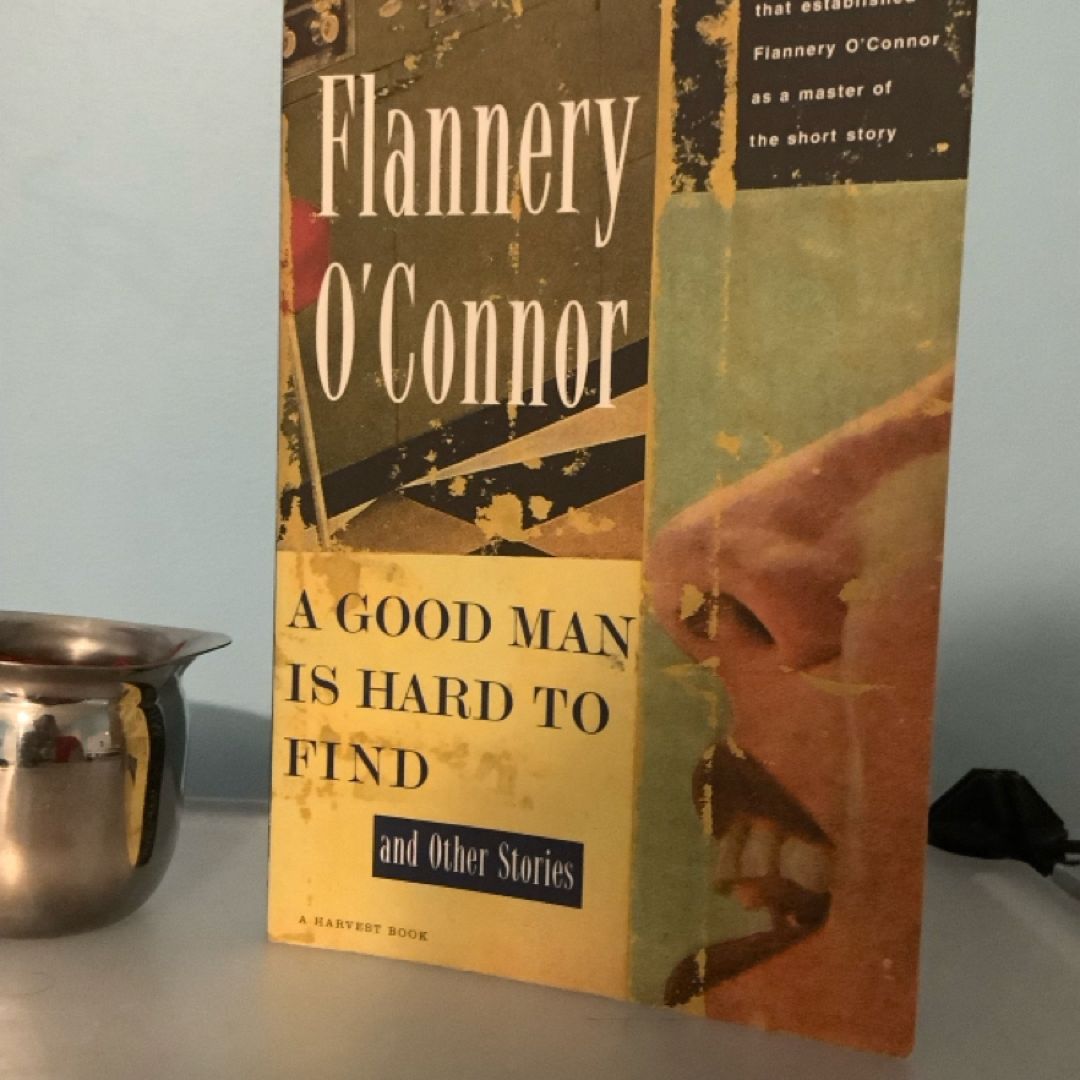 Flannery
O'Connor
that established
Flannery O'Connor
as a master of
the short story
A GOOD MAN
IS HARD TO
FIND
and Other Stories
A HARVEST BOOK